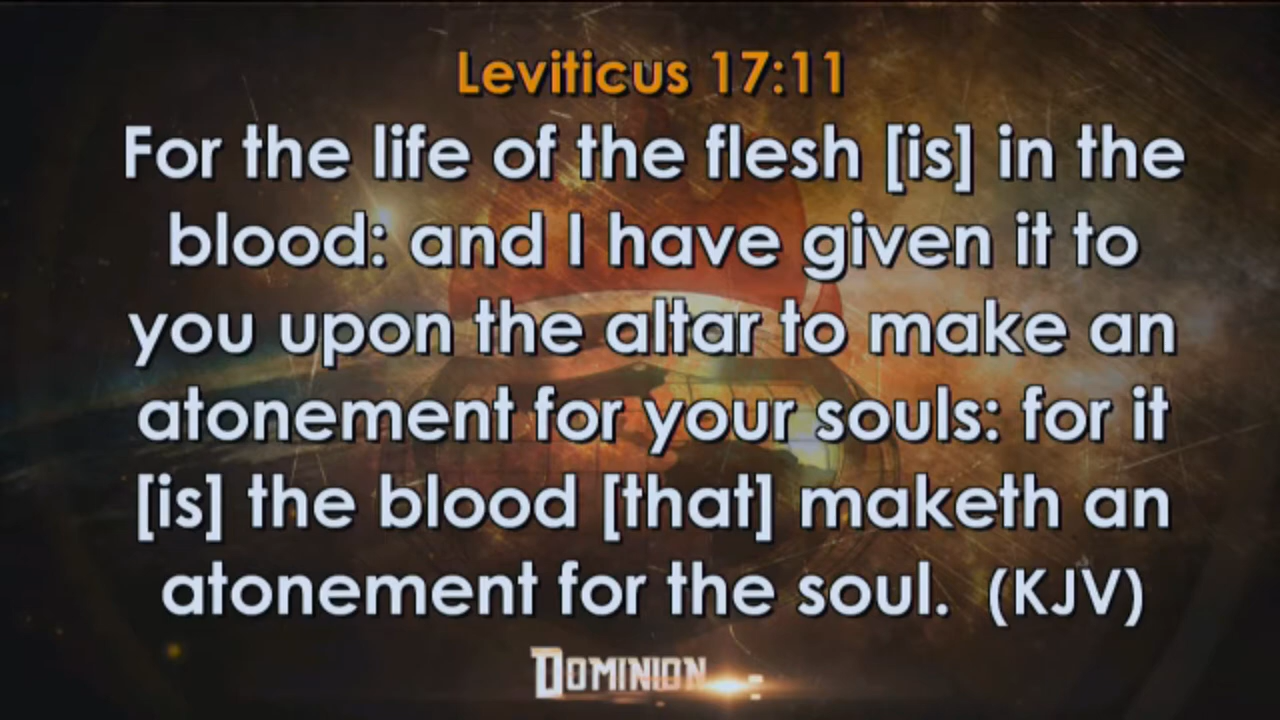 Leviticus 17:11
For the life of the flesh [is] in the
blood: and I have given it to
you upon the altar to make an
atonement for your souls: for it
[is] the blood [that] maketh an
atonement for the soul. (KJV)
DOMINION